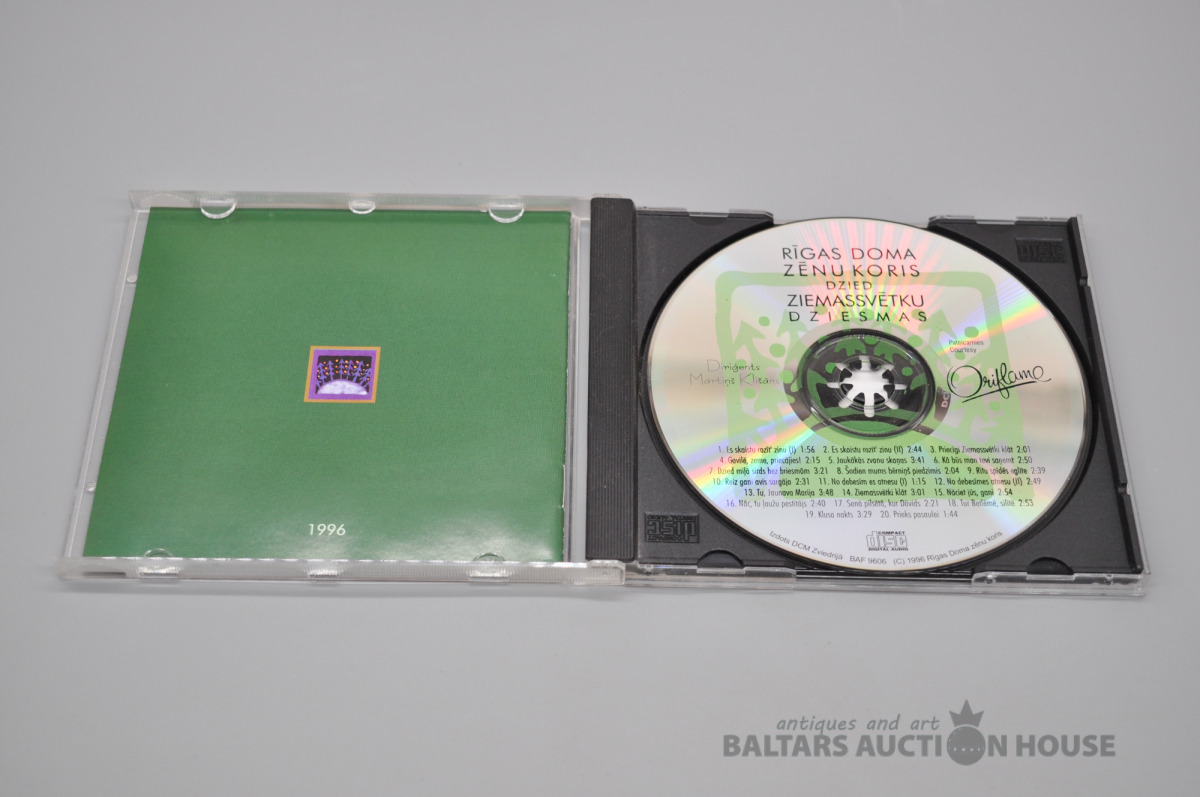 1996
RĪGAS DOMA
ZĒNU KORIS
DZIED
ZIEMASSVĒTKU
DZIESMAS
Diriģents
Mārtiņš Klišāns
Pateicamies
Courtesy
Oriflame
1. Es skaistu rozīt' zinu (I) 1:56 2. Es skaistu rozīt' zinu (II) 2:44 3. Priecīgi Ziemassvētki klāt 2:01
4. Gavilē, zeme, priecājies! 2:15 5. Jaukākās zvanu skaņas 3:41 6. Kā būs man tevi saņemt 2:50
7. Dzied mīļā sirds bez briesmām 3:21 8. Šodien mums bērniņš piedzimis 2:04 9. Rītu spīdēs eglīte 2:39
10. Reiz gani avis sargāja 2:31 11. No debesīm es atnesu (I) 1:15 12. No debesīm es atnesu (II) 2:49
13. Tu, Jaunava Marija 3:48 14. Ziemassvētki klāt 3:01 15. Nāciet jūs, gani 2:54
16. Nāc, tu ļaužu pestītājs 2:40 17. Senā pilsētā, kur Dāvids 2:21 18. Tur Betlēmē, silītē 2:53
19. Klusa nakts 3:29 20. Prieks pasaulei 1:44
COMPACT
disc
DIGITAL AUDIO
Izdots DCM Zviedrijā BAF 9606 (C) 1996 Rīgas Doma zēnu koris
antiques and art
BALTARS AUCTION HOUSE